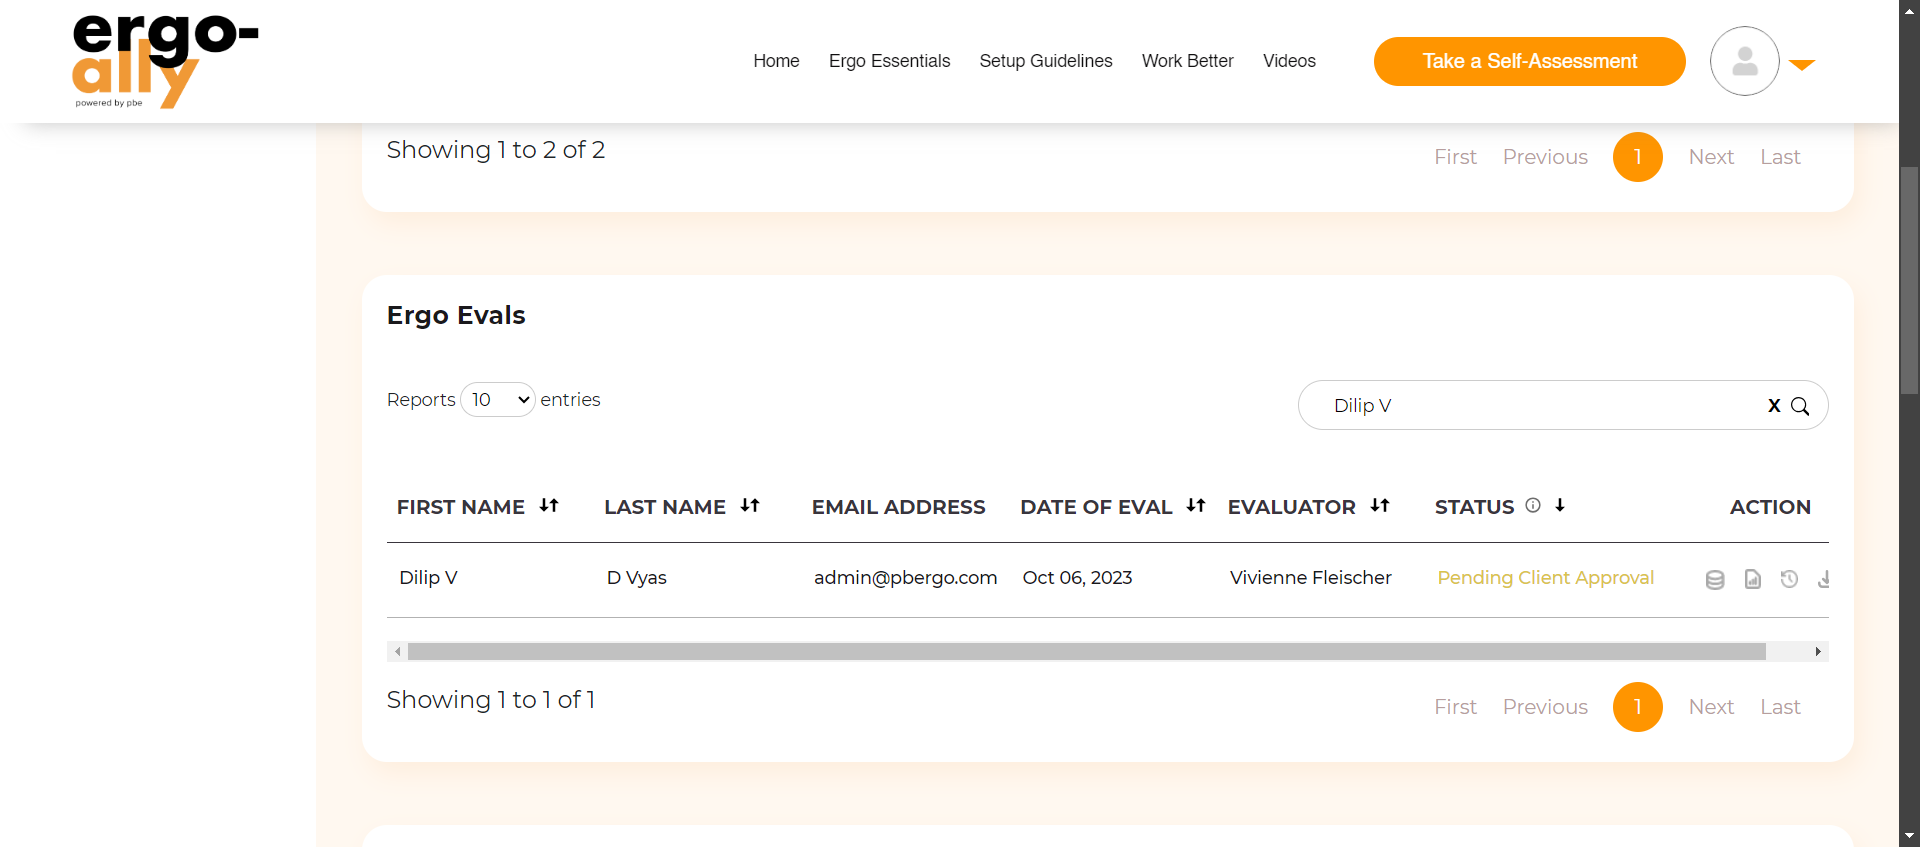 ergo-
ally
powered by pbe
Home Ergo Essentials Setup Guidelines Work Better Videos Take a Self-Assessment
Showing 1 to 2 of 2
First Previous 1 Next Last
Ergo Evals
Reports 10 entries
Dilip V X
FIRST NAME LAST NAME EMAIL ADDRESS DATE OF EVAL EVALUATOR STATUS ACTION
Dilip V D Vyas admin@pbergo.com Oct 06, 2023 Vivienne Fleischer Pending Client Approval
Showing 1 to 1 of 1
First Previous 1 Next Last